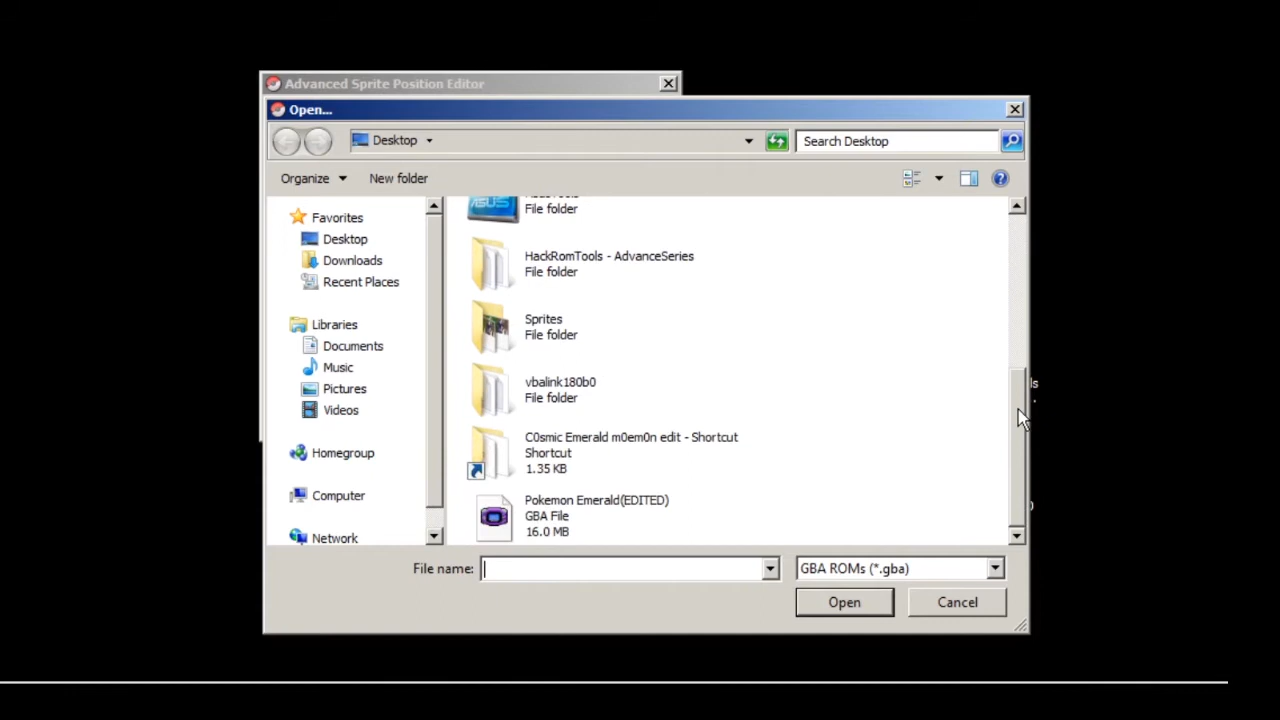 Advanced Sprite Position Editor
Open...
Desktop
Search Desktop
Organize
New folder
Favorites
Desktop
Downloads
Recent Places
Libraries
Documents
Music
Pictures
Videos
Homegroup
Computer
Network
ASUS
File folder
HackRomTools - AdvanceSeries
File folder
Sprites
File folder
vbalink180b0
File folder
C0smic Emerald m0em0n edit - Shortcut
Shortcut
1.35 KB
Pokemon Emerald(EDITED)
GBA File
16.0 MB
File name:
GBA ROMs (*.gba)
Open
Cancel